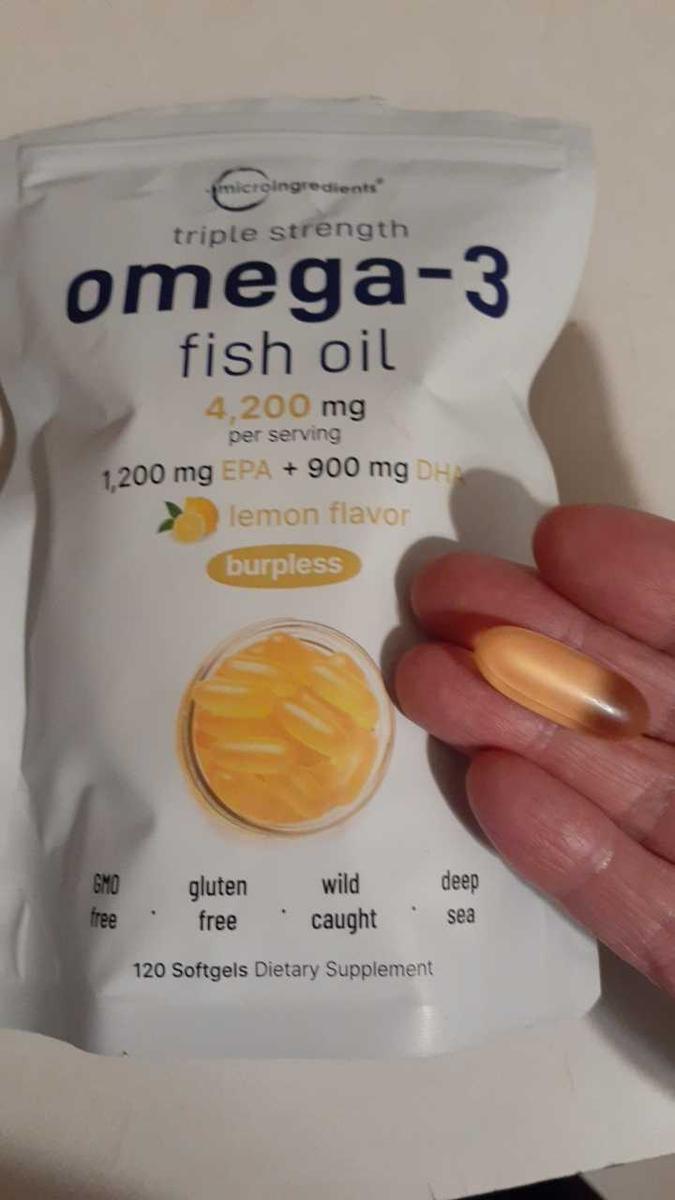 microingredients®
triple strength
omega-3
fish oil
4,200 mg
per serving
1,200 mg EPA + 900 mg DHA
lemon flavor
burpless
GMO gluten wild deep
free · free · caught · sea
120 Softgels Dietary Supplement